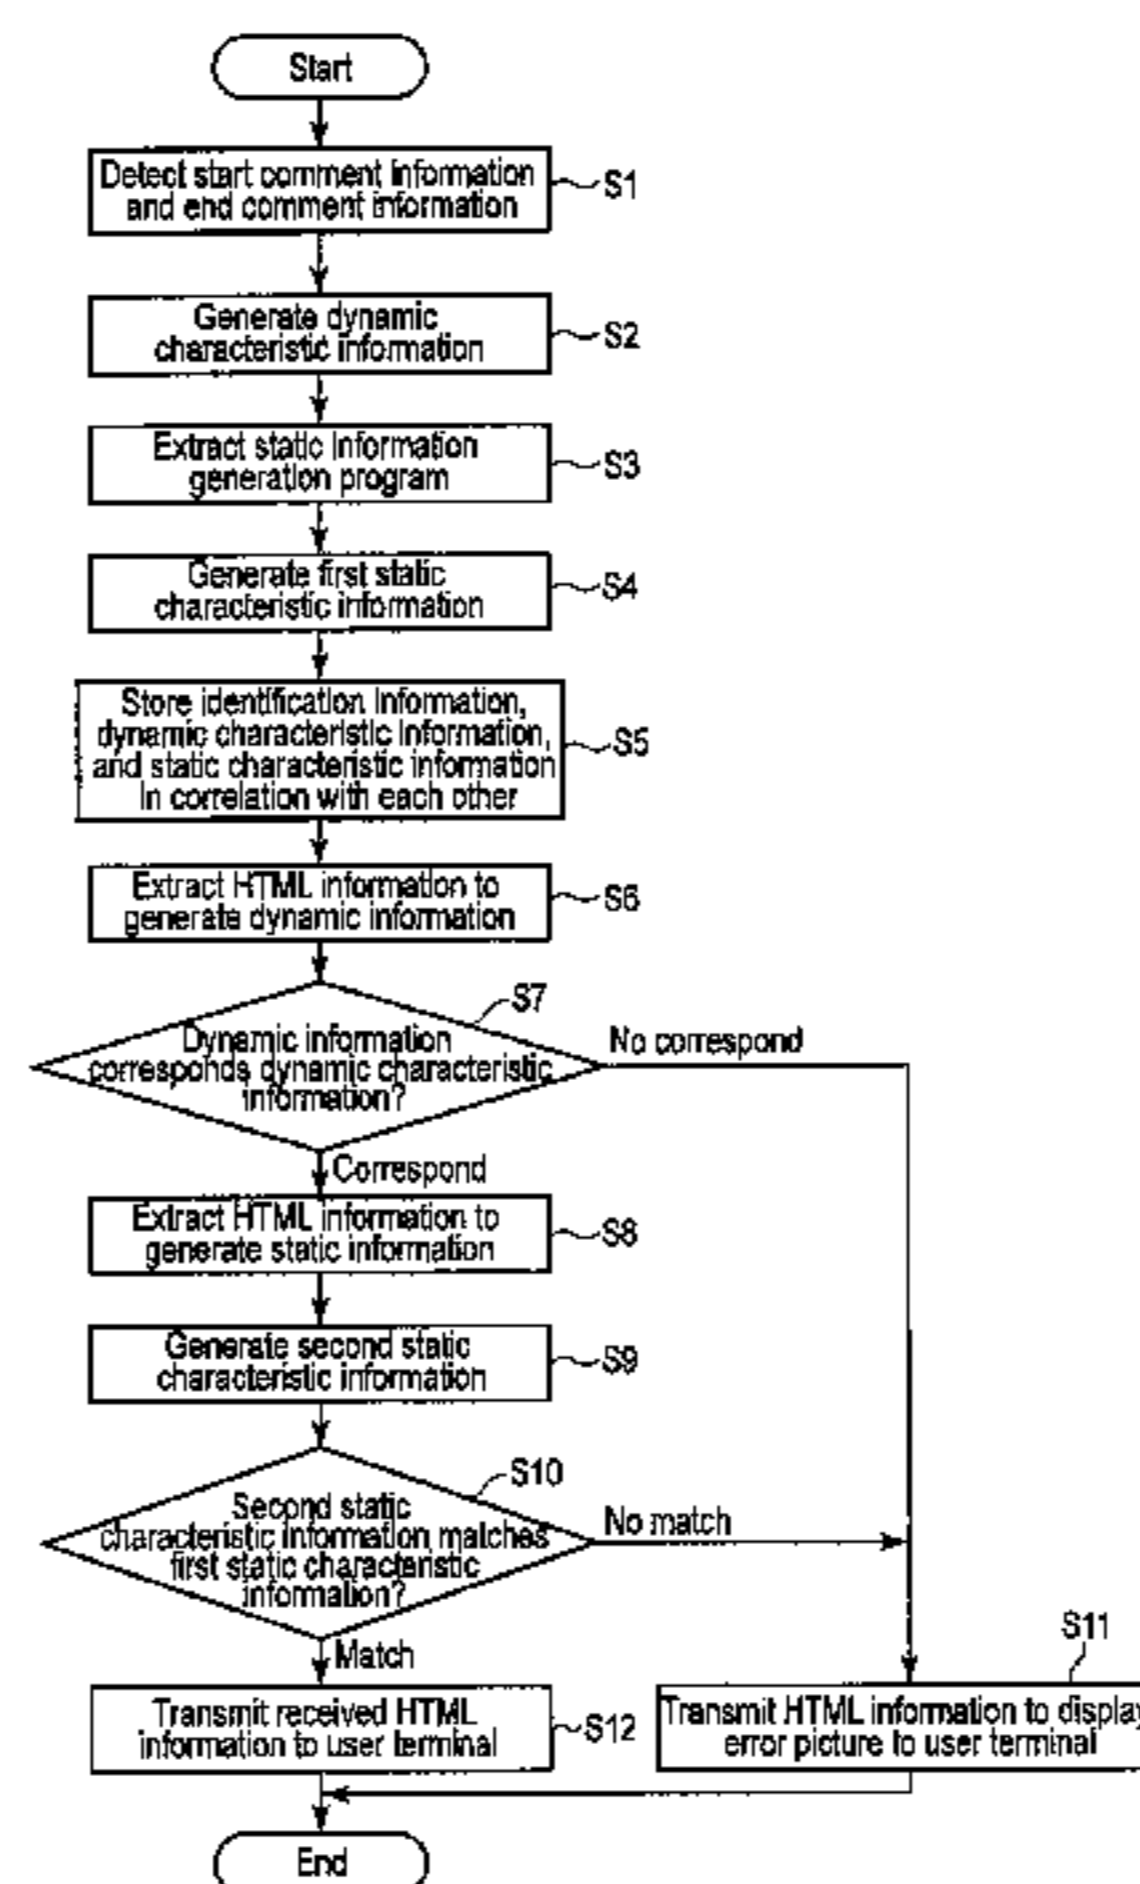 Start
Detect start comment information
and end comment information
S1
Generate dynamic
characteristic information
S2
Extract static information
generation program
S3
Generate first static
characteristic information
S4
Store identification information,
dynamic characteristic information,
and static characteristic information
in correlation with each other
S5
Extract HTML information to
generate dynamic information
S6
S7
Dynamic information
corresponds dynamic characteristic
information?
No correspond
Correspond
Extract HTML information to
generate static information
S8
Generate second static
characteristic information
S9
S10
Second static
characteristic information matches
first static characteristic
information?
No match
Match
S11
Transmit received HTML
information to user terminal
S12
Transmit HTML information to display
error picture to user terminal
End